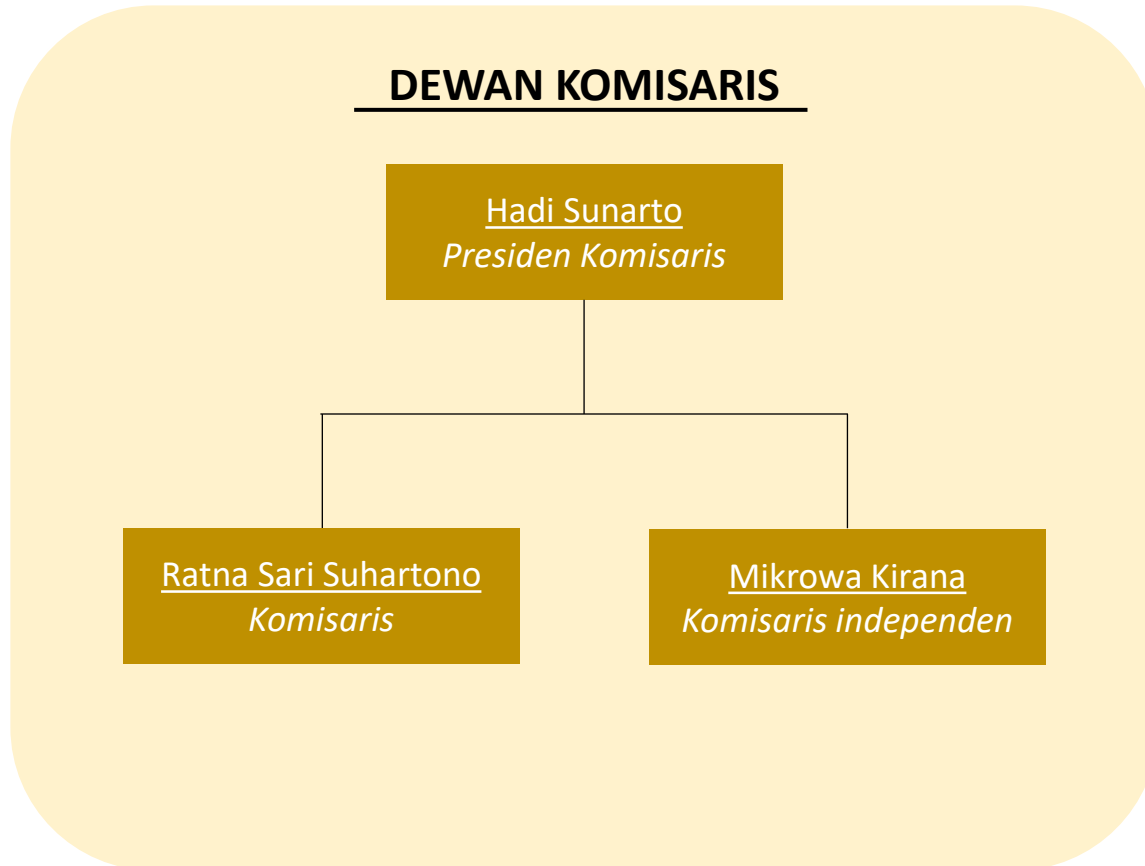 DEWAN KOMISARIS
Hadi Sunarto
Presiden Komisaris
Ratna Sari Suhartono
Komisaris
Mikrowa Kirana
Komisaris independen